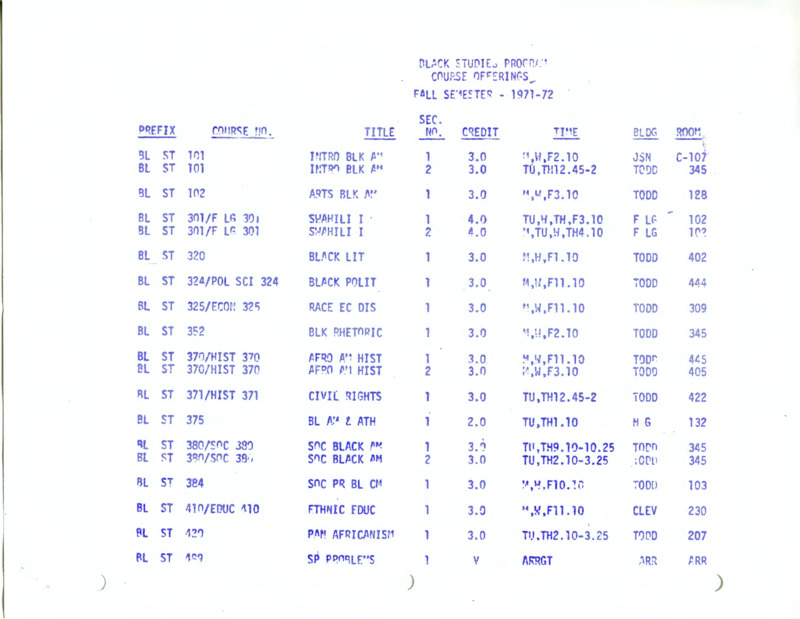 BLACK STUDIES PROGRAM
COURSE OFFERINGS
FALL SEMESTER - 1971-72
PREFIX COURSE NO. TITLE SEC. NO. CREDIT TIME BLDG ROOM
BL ST 101 INTRO BLK AM 1 3.0 M,W,F2.10 JSN C-107
BL ST 101 INTRO BLK AM 2 3.0 TU,TH12.45-2 TODD 345
BL ST 102 ARTS BLK AM 1 3.0 M,W,F3.10 TODD 128
BL ST 301/F LG 301 SWAHILI I 1 4.0 TU,W,TH,F3.10 F LG 102
BL ST 301/F LG 301 SWAHILI I 2 4.0 M,TU,W,TH4.10 F LG 102
BL ST 320 BLACK LIT 1 3.0 M,W,F1.10 TODD 402
BL ST 324/POL SCI 324 BLACK POLIT 1 3.0 M,W,F11.10 TODD 444
BL ST 325/ECON 325 RACE EC DIS 1 3.0 M,W,F11.10 TODD 309
BL ST 352 BLK RHETORIC 1 3.0 M,W,F2.10 TODD 345
BL ST 370/HIST 370 AFRO AM HIST 1 3.0 M,W,F11.10 TODD 445
BL ST 370/HIST 370 AFRO AM HIST 2 3.0 M,W,F3.10 TODD 405
BL ST 371/HIST 371 CIVIL RIGHTS 1 3.0 TU,TH12.45-2 TODD 422
BL ST 375 BL AM & ATH 1 2.0 TU,TH1.10 M G 132
BL ST 380/SOC 380 SOC BLACK AM 1 3.0 TU,TH9.10-10.25 TODD 345
BL ST 380/SOC 380 SOC BLACK AM 2 3.0 TU,TH2.10-3.25 TODD 345
BL ST 384 SOC PR BL CM 1 3.0 M,W,F10.10 TODD 103
BL ST 410/EDUC 410 ETHNIC EDUC 1 3.0 M,W,F11.10 CLEV 230
BL ST 420 PAN AFRICANISM 1 3.0 TU,TH2.10-3.25 TODD 207
BL ST 499 SP PROBLEMS 1 V ARRGT ARR ARR